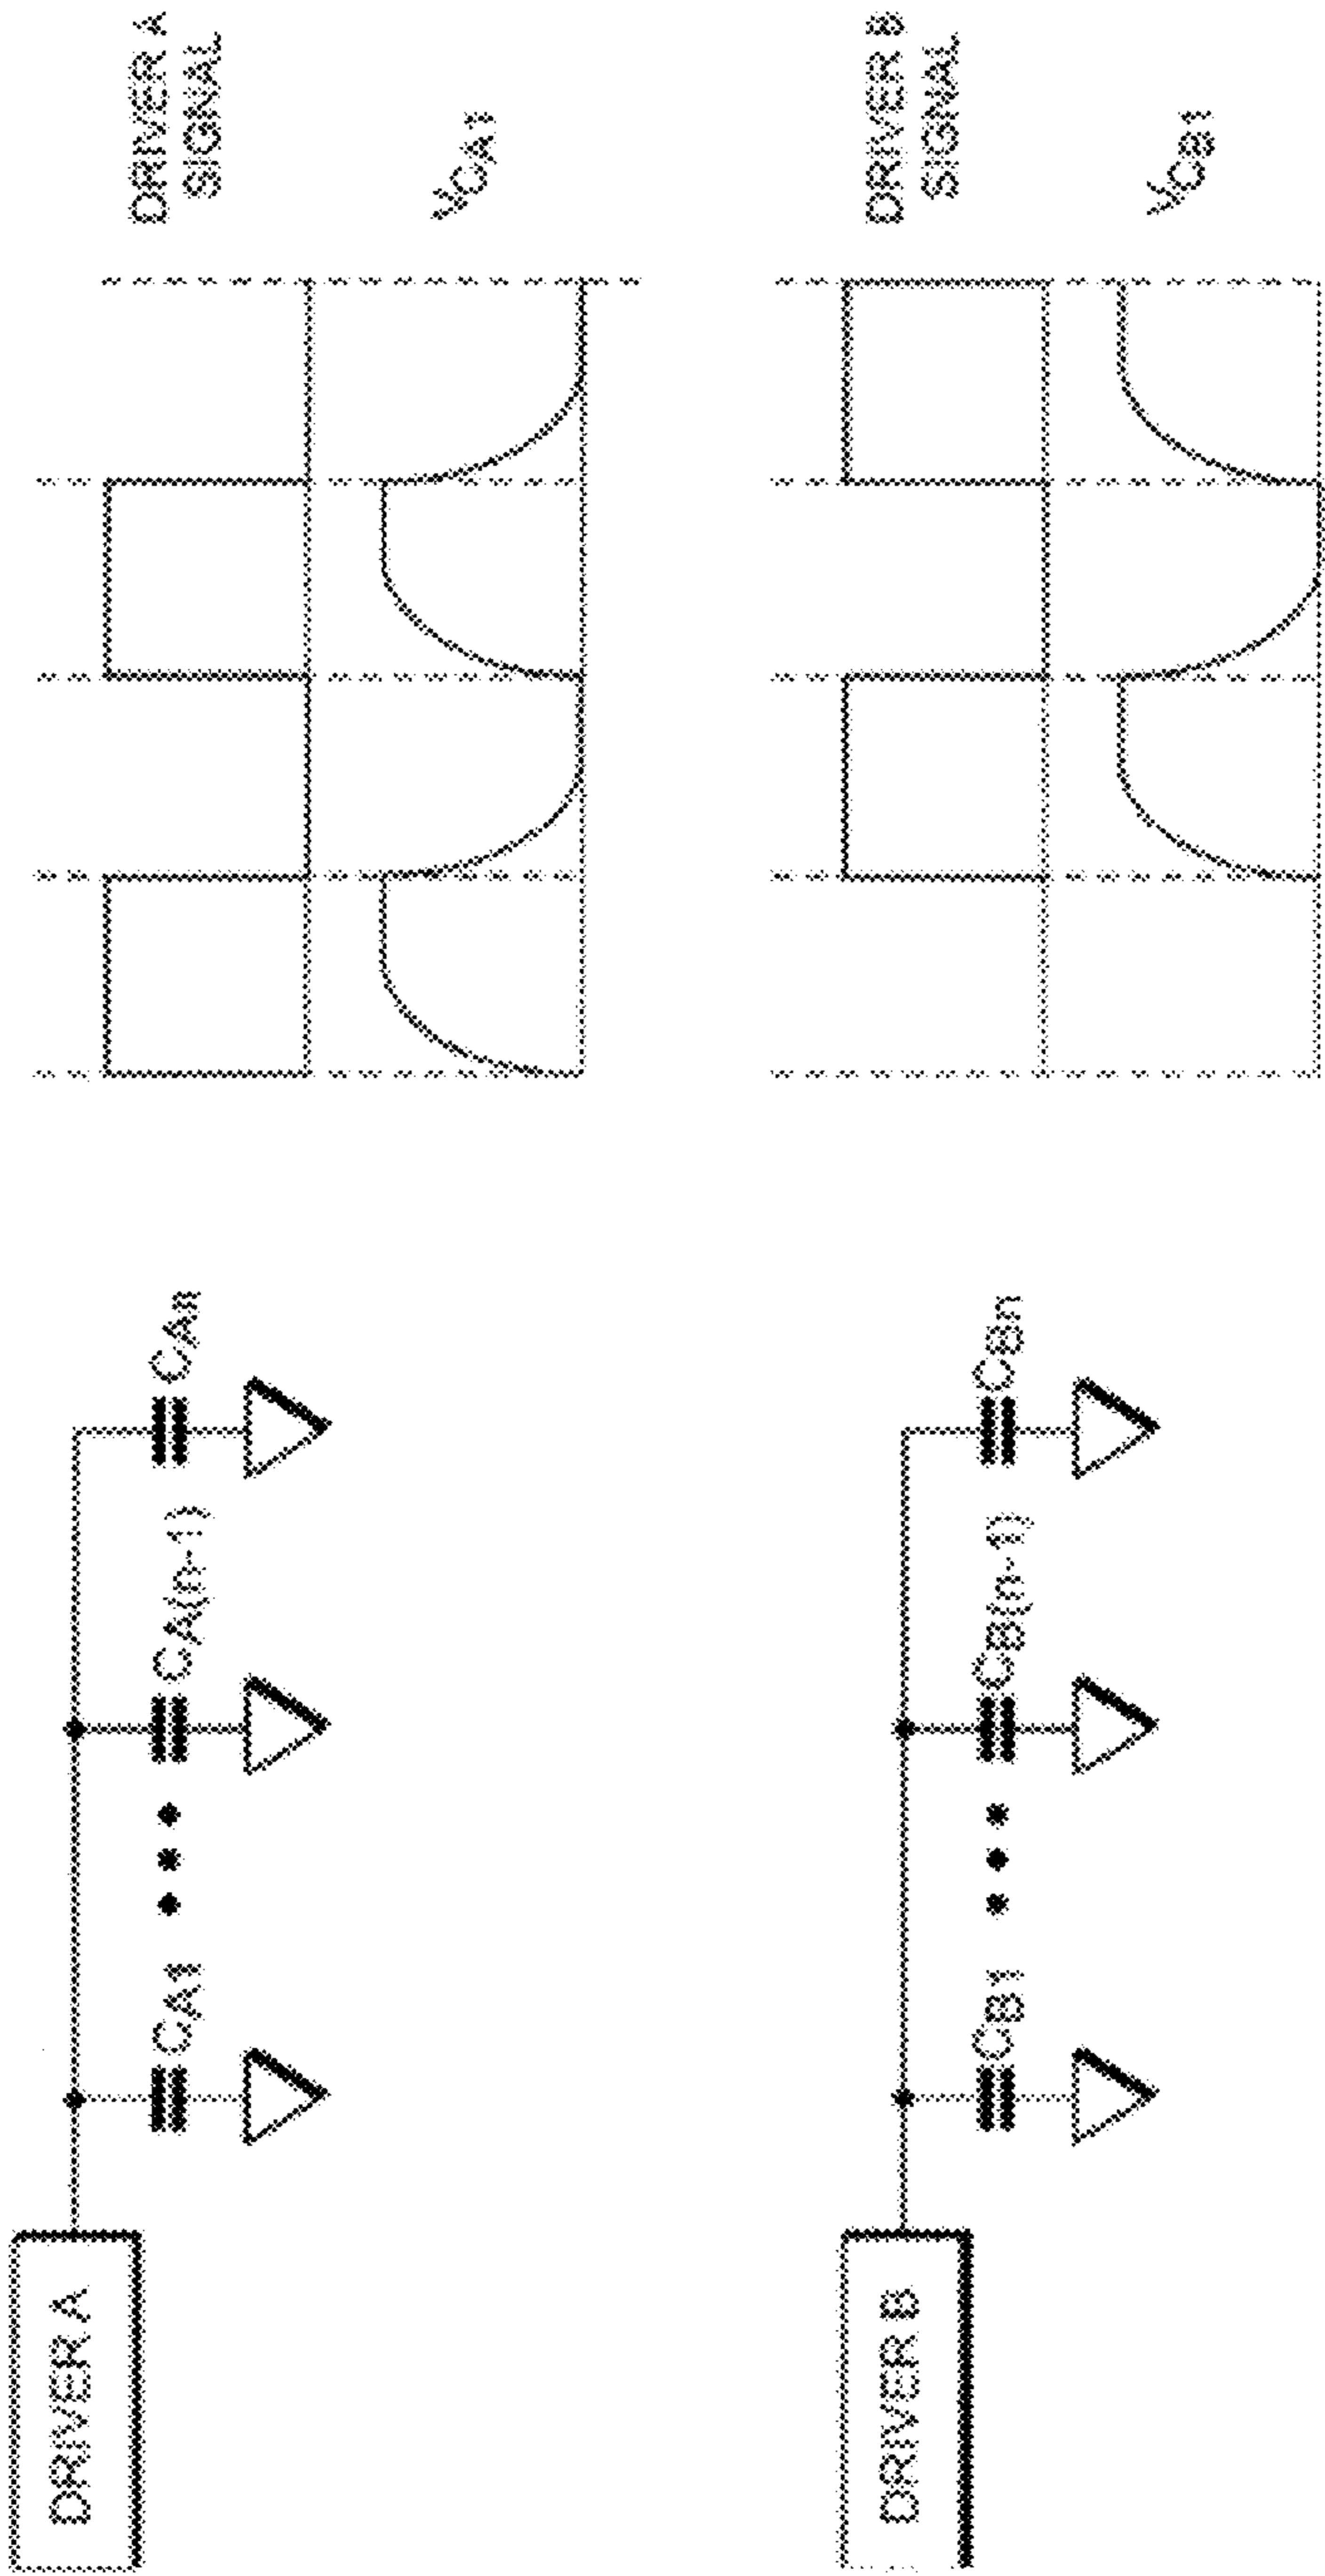 DRIVER A
CA1
CA(n-1)
CAn
DRIVER A
SIGNAL
VCA1
DRIVER B
CB1
CB(n-1)
CBn
DRIVER B
SIGNAL
VCB1